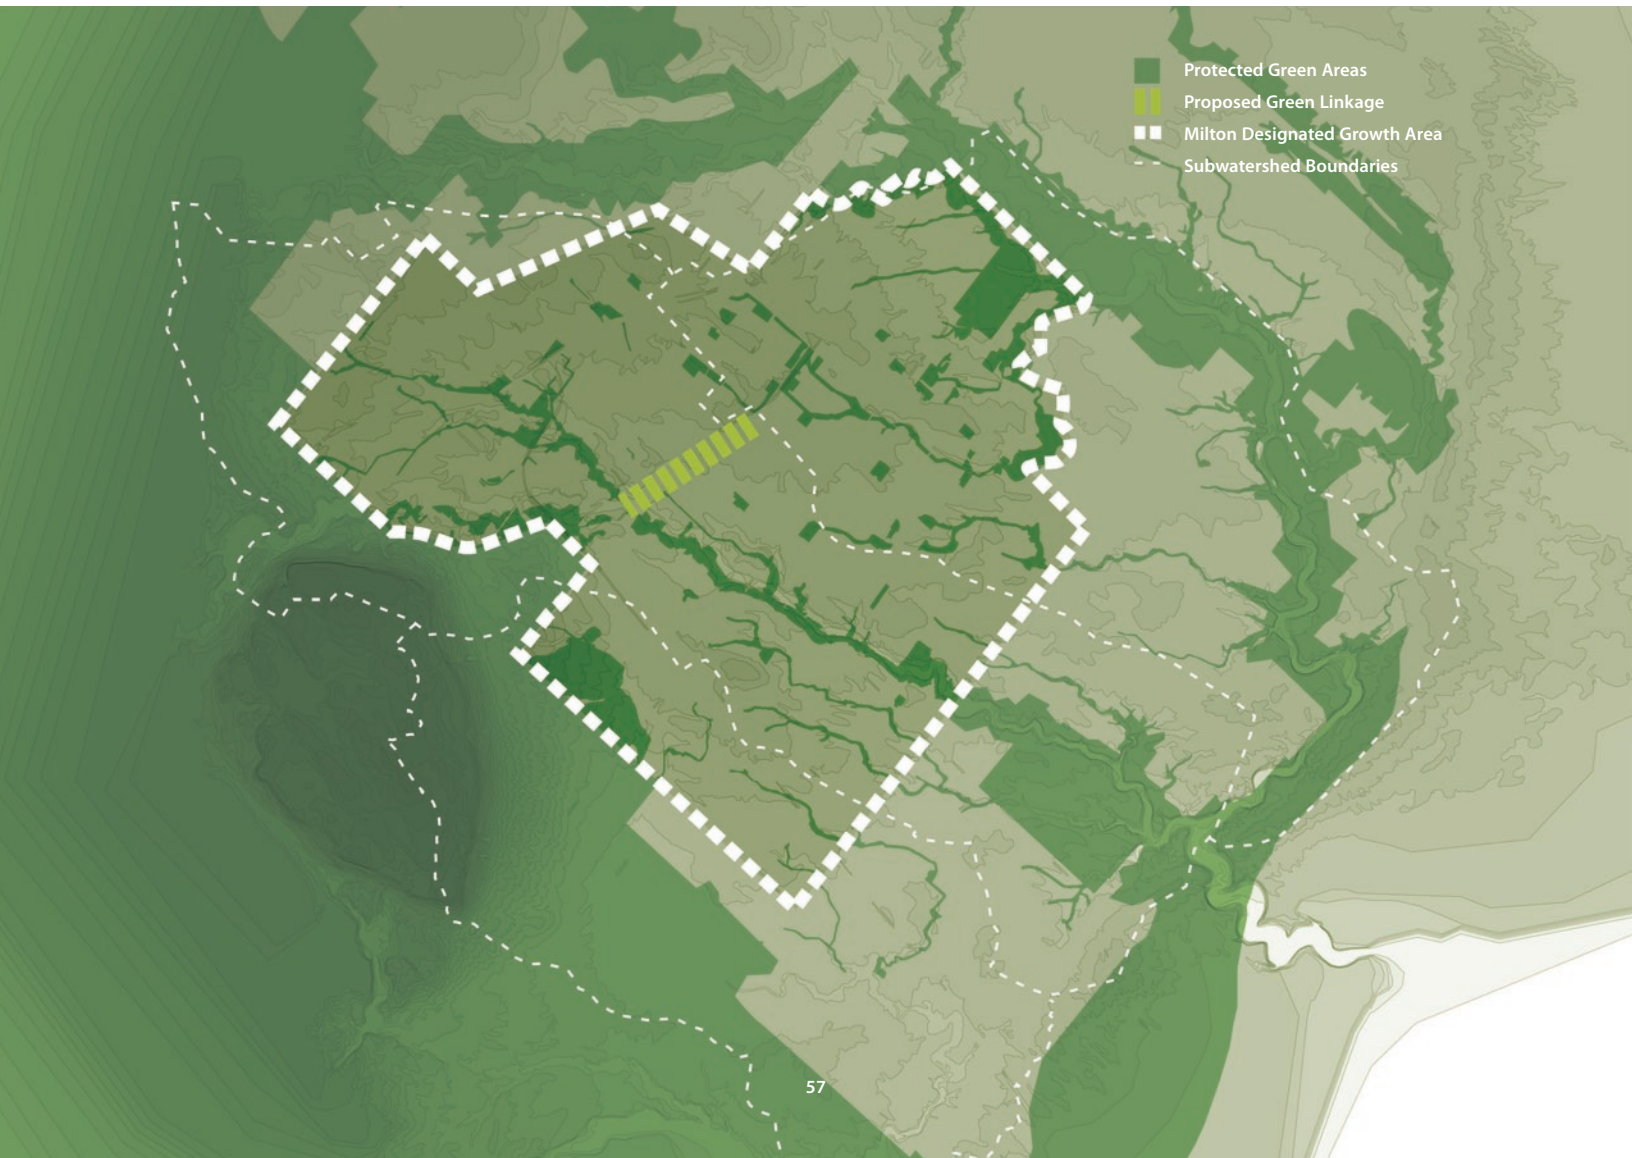 Protected Green Areas
Proposed Green Linkage
Milton Designated Growth Area
Subwatershed Boundaries
57